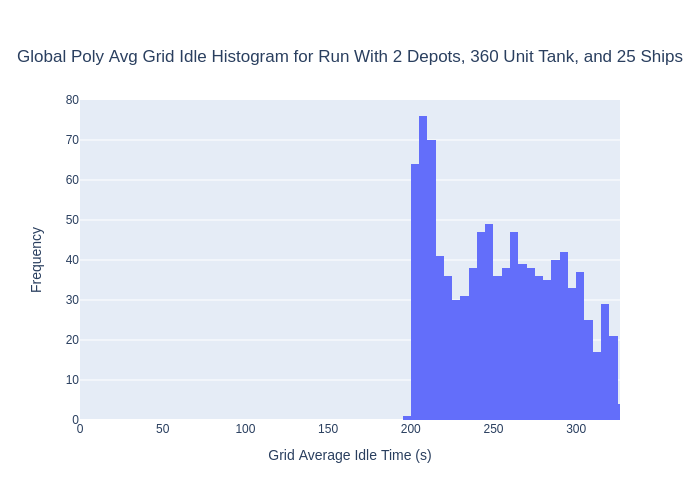 Global Poly Avg Grid Idle Histogram for Run With 2 Depots, 360 Unit Tank, and 25 Ships
80
70
60
50
40
30
20
10
0
Frequency
0 50 100 150 200 250 300
Grid Average Idle Time (s)